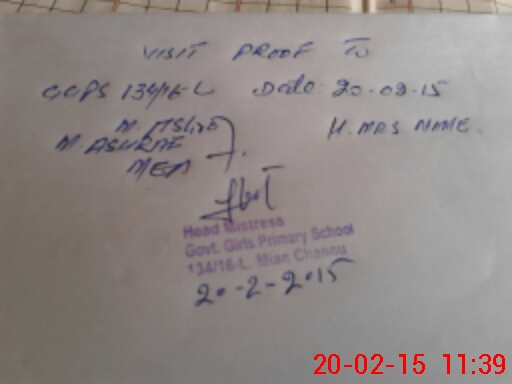 VISIT PROOF TO
GGPS 134/16-L Date 20-02-15
H. MRS NAME.
M. ASHRAF
MEA
Head Mistress
Govt. Girls Primary School
134/16-L. Mian Channu
20-2-2015
20-02-15 11:39